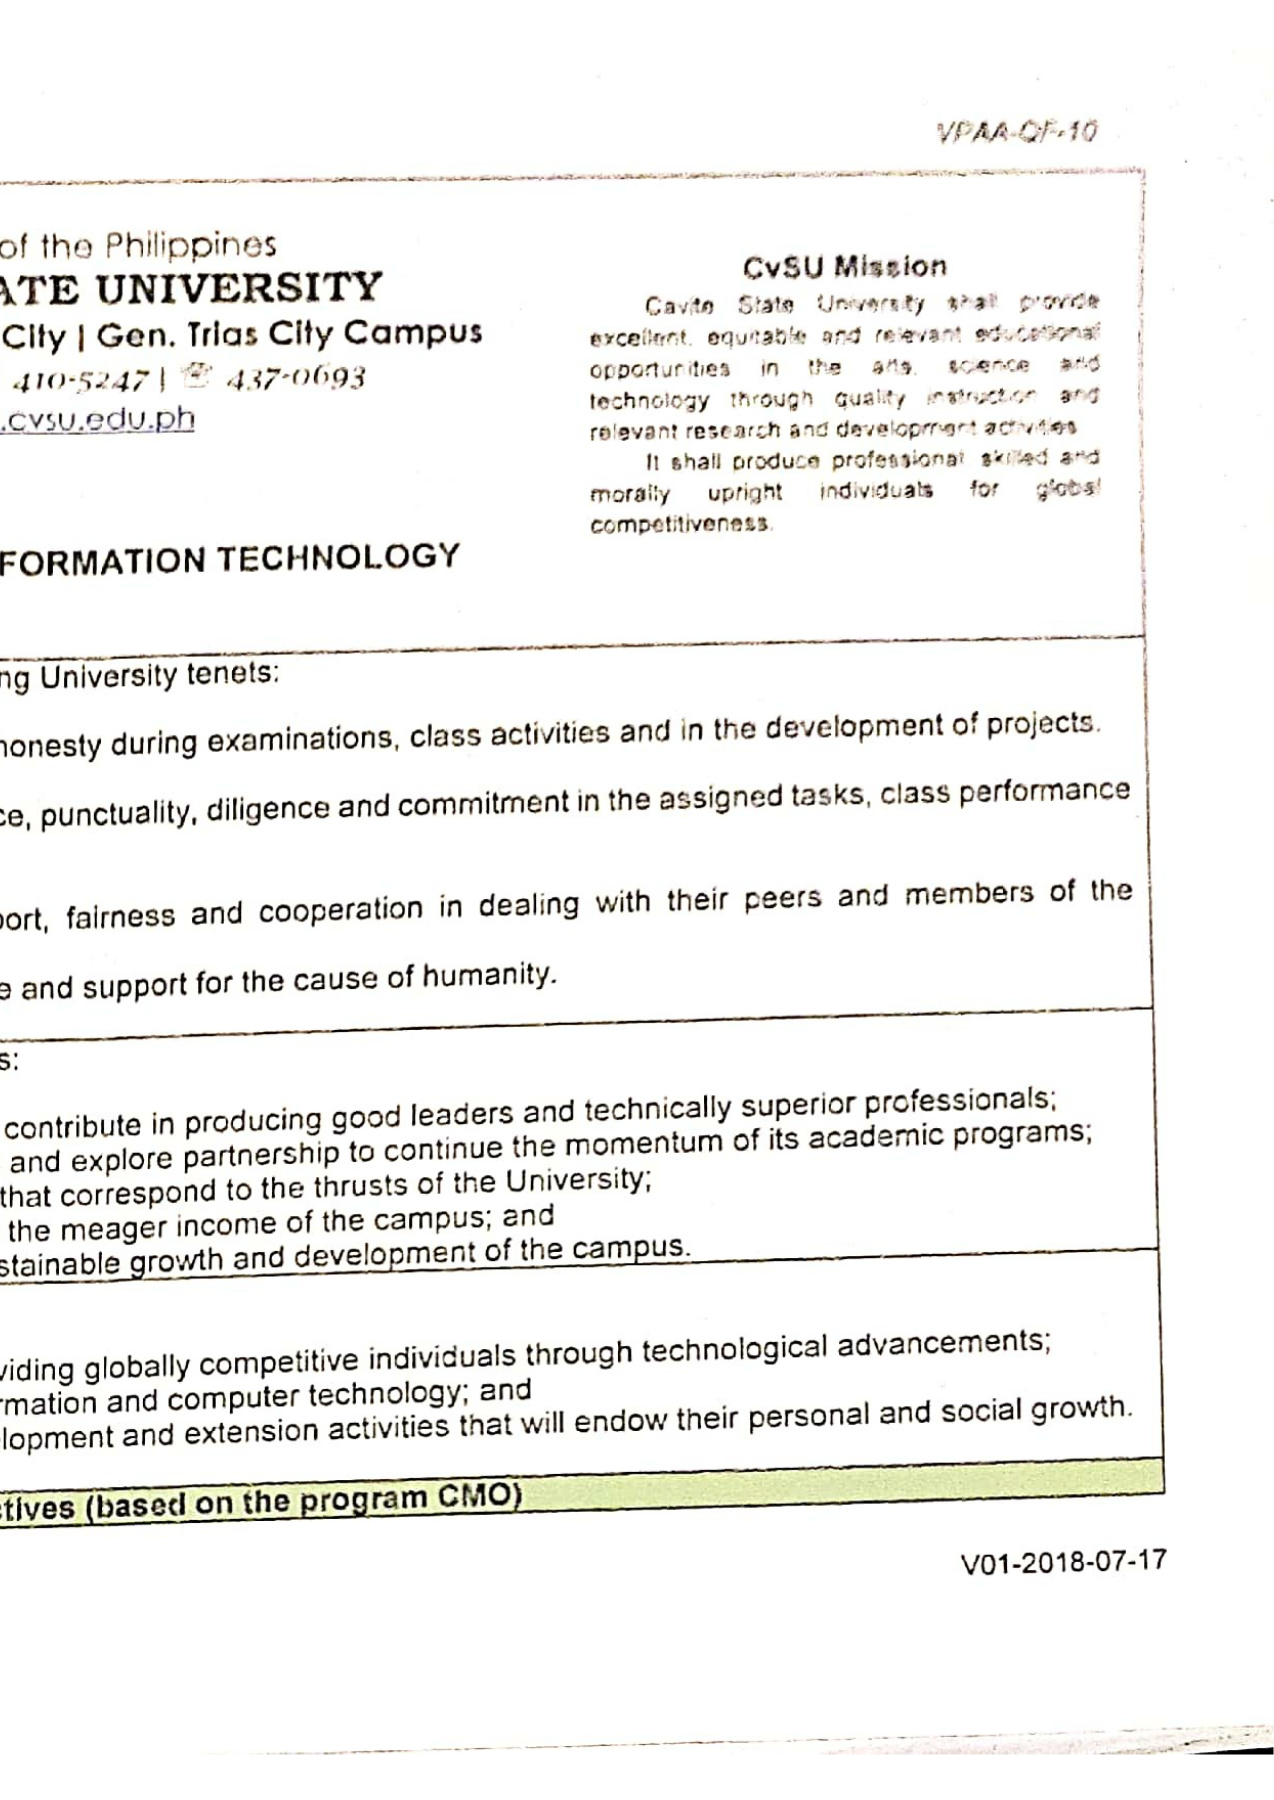 VPAA-QF-10
of the Philippines
ATE UNIVERSITY
City | Gen. Trias City Campus
410-5247 | ☏ 437-0693
.cvsu.edu.ph
FORMATION TECHNOLOGY
CvSU Mission
Cavite State University shall provide
excellent, equitable and relevant educational
opportunities in the arts, science and
technology through quality instruction and
relevant research and development activities
It shall produce professional skilled and
morally upright individuals for global
competitiveness.
ng University tenets:
honesty during examinations, class activities and in the development of projects.
ce, punctuality, diligence and commitment in the assigned tasks, class performance
port, fairness and cooperation in dealing with their peers and members of the
e and support for the cause of humanity.
s:
contribute in producing good leaders and technically superior professionals;
and explore partnership to continue the momentum of its academic programs;
that correspond to the thrusts of the University;
the meager income of the campus; and
stainable growth and development of the campus.
viding globally competitive individuals through technological advancements;
rmation and computer technology; and
lopment and extension activities that will endow their personal and social growth.
ctives (based on the program CMO)
V01-2018-07-17